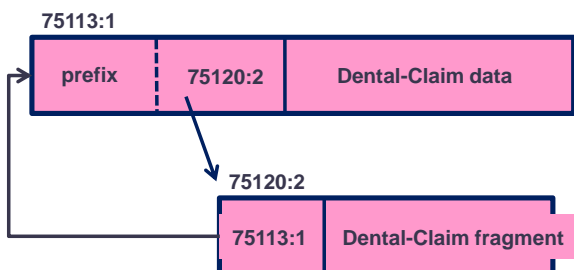 75113:1
prefix 75120:2 Dental-Claim data
75120:2
75113:1 Dental-Claim fragment